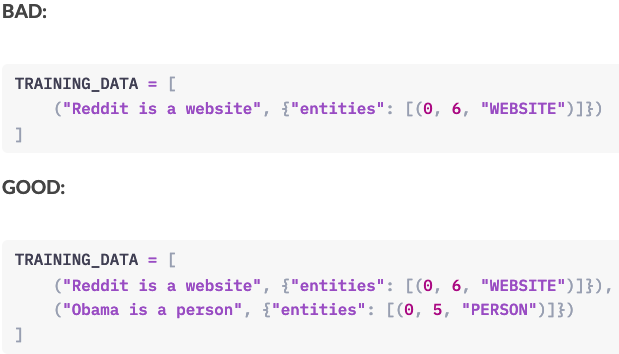 BAD:
TRAINING_DATA = [
    ("Reddit is a website", {"entities": [(0, 6, "WEBSITE")]})
]
GOOD:
TRAINING_DATA = [
    ("Reddit is a website", {"entities": [(0, 6, "WEBSITE")]}),
    ("Obama is a person", {"entities": [(0, 5, "PERSON")]})
]